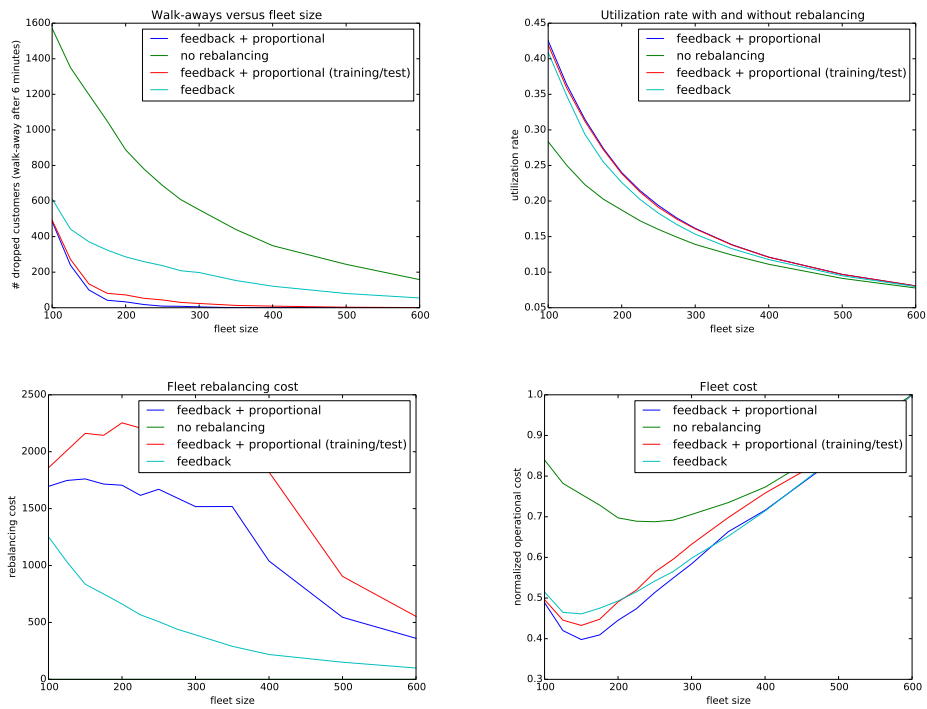 Walk-aways versus fleet size
# dropped customers (walk-away after 6 minutes)
1600
1400
1200
1000
800
600
400
200
0
feedback + proportional
no rebalancing
feedback + proportional (training/test)
feedback
100 200 300 400 500 600
fleet size
Utilization rate with and without rebalancing
utilization rate
0.45
0.40
0.35
0.30
0.25
0.20
0.15
0.10
0.05
feedback + proportional
no rebalancing
feedback + proportional (training/test)
feedback
100 200 300 400 500 600
fleet size
Fleet rebalancing cost
rebalancing cost
2500
2000
1500
1000
500
0
feedback + proportional
no rebalancing
feedback + proportional (training/test)
feedback
100 200 300 400 500 600
fleet size
Fleet cost
normalized operational cost
1.0
0.9
0.8
0.7
0.6
0.5
0.4
0.3
feedback + proportional
no rebalancing
feedback + proportional (training/test)
feedback
100 200 300 400 500 600
fleet size